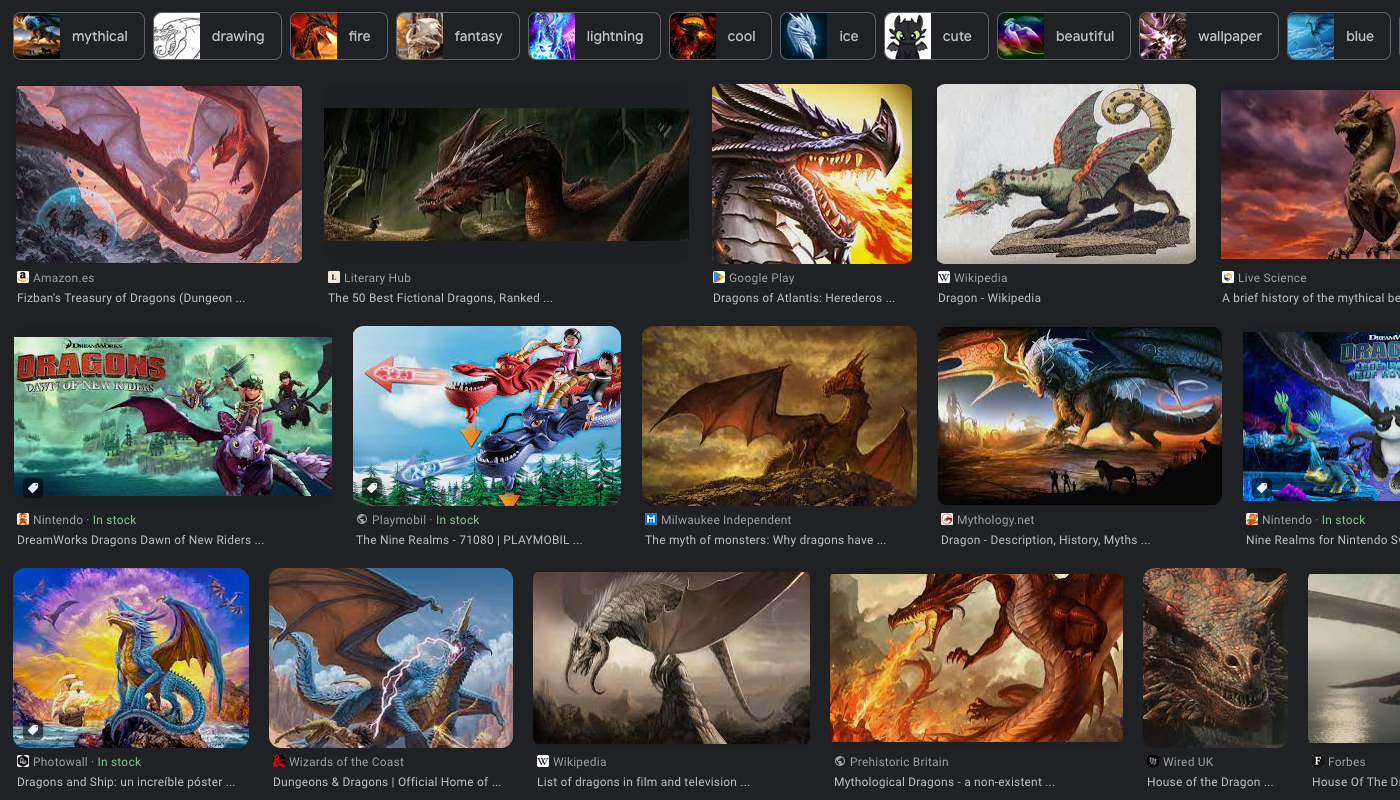 mythical
drawing
fire
fantasy
lightning
cool
ice
cute
beautiful
wallpaper
blue
Amazon.es
Fizban's Treasury of Dragons (Dungeon ...
Literary Hub
The 50 Best Fictional Dragons, Ranked ...
Google Play
Dragons of Atlantis: Herederos ...
Wikipedia
Dragon - Wikipedia
Live Science
A brief history of the mythical be
DREAMWORKS
DRAGONS
DAWN OF NEW RIDERS
Nintendo · In stock
DreamWorks Dragons Dawn of New Riders ...
Playmobil · In stock
The Nine Realms - 71080 | PLAYMOBIL ...
Milwaukee Independent
The myth of monsters: Why dragons have ...
Mythology.net
Dragon - Description, History, Myths ...
Nintendo · In stock
Nine Realms for Nintendo Sw
Photowall · In stock
Dragons and Ship: un increíble póster ...
Wizards of the Coast
Dungeons & Dragons | Official Home of ...
Wikipedia
List of dragons in film and television ...
Prehistoric Britain
Mythological Dragons - a non-existent ...
Wired UK
House of the Dragon ...
Forbes
House Of The Dr